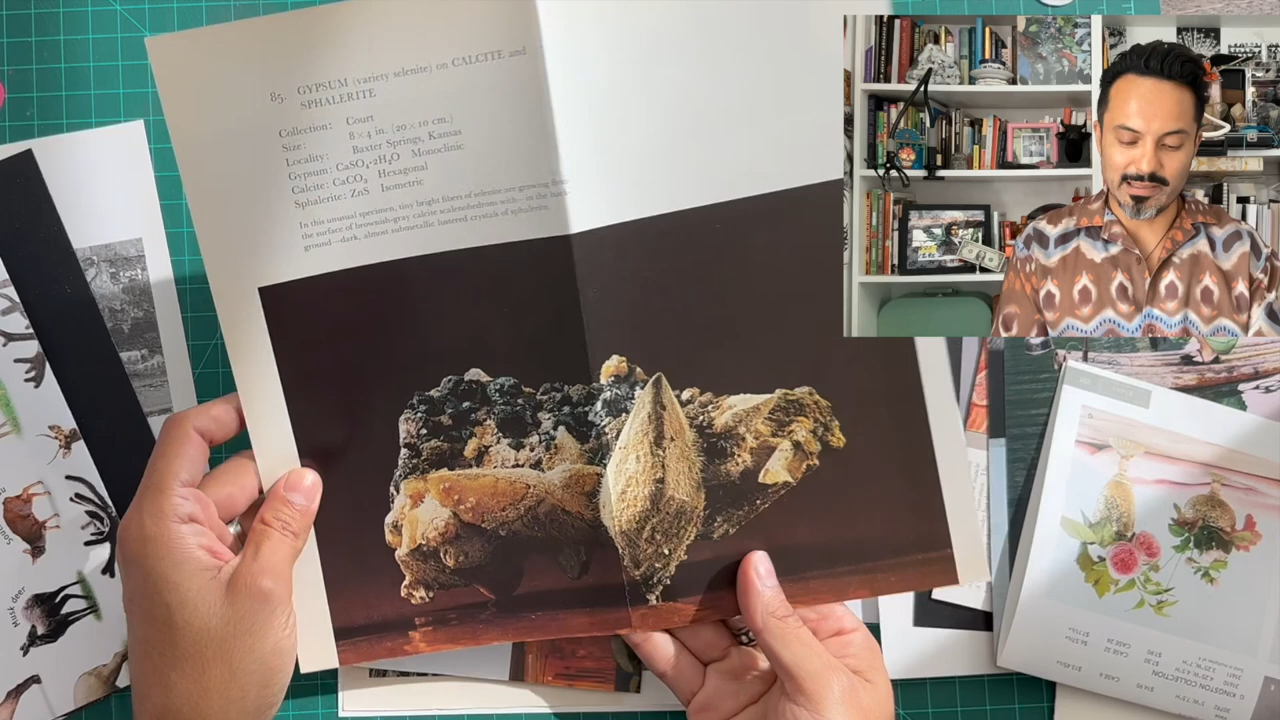 85. GYPSUM (variety selenite) on CALCITE and
SPHALERITE
Collection: Court
Size: 8 × 4 in. (20 × 10 cm.)
Locality: Baxter Springs, Kansas
Gypsum: CaSO₄·2H₂O Monoclinic
Calcite: CaCO₃ Hexagonal
Sphalerite: ZnS Isometric
In this unusual specimen, tiny bright fibers of selenite are growing
the surface of brownish-gray calcite scalenohedrons with—in the back
ground—dark, almost submetallic lustered crystals of sphalerite.
Musk deer
G KINGSTON COLLECTION